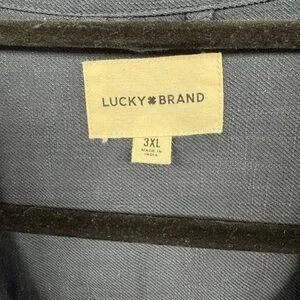 LUCKY BRAND
3XL
MADE IN
INDIA